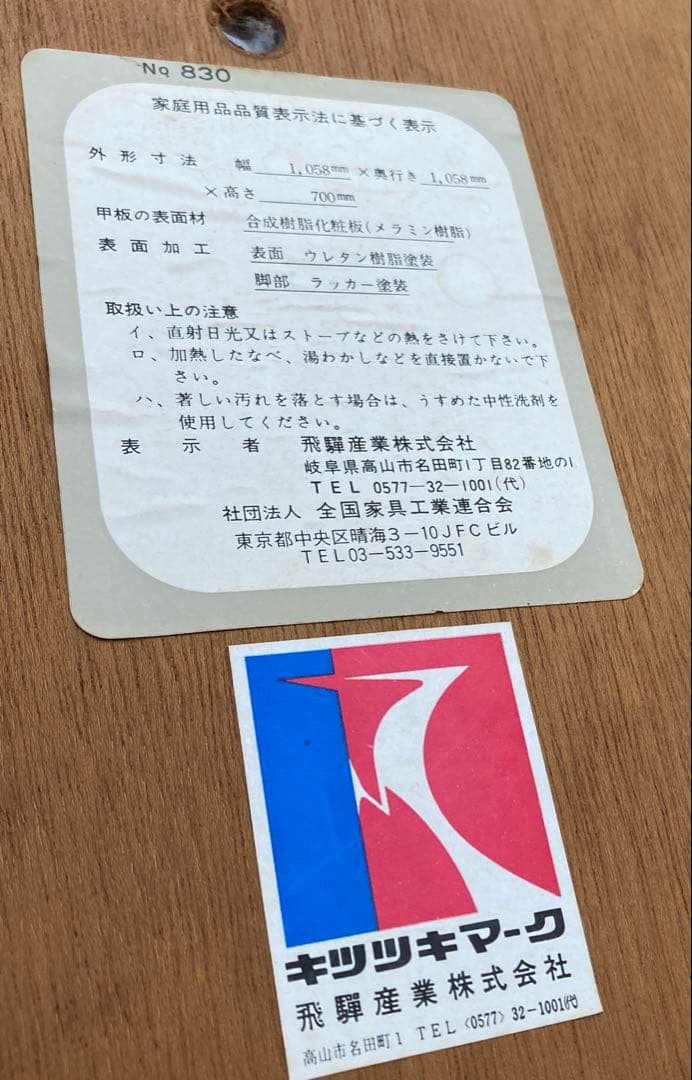 No 830
家庭用品品質表示法に基づく表示
外形寸法 幅 1,058mm ×奥行き 1,058mm
×高さ 700mm
甲板の表面材 合成樹脂化粧板(メラミン樹脂)
表面加工 表面 ウレタン樹脂塗装
脚部 ラッカー塗装
取扱い上の注意
イ、直射日光又はストーブなどの熱をさけて下さい。
ロ、加熱したなべ、湯わかしなどを直接置かないで下
さい。
ハ、著しい汚れを落とす場合は、うすめた中性洗剤を
使用してください。
表示者 飛驒産業株式会社
岐阜県高山市名田町1丁目82番地の1
TEL 0577-32-1001(代)
社団法人 全国家具工業連合会
東京都中央区晴海3-10JFCビル
TEL03-533-9551
キツツキマーク
飛驒産業株式会社
高山市名田町1 TEL〈0577〉32-1001(代)